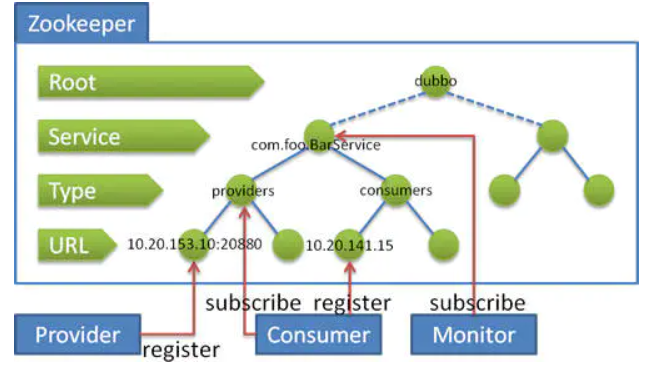 Zookeeper
Root
dubbo
Service
com.foo.BarService
Type
providers
consumers
URL
10.20.153.10:20880
10.20.141.15
subscribe
register
subscribe
Provider
Consumer
Monitor
register